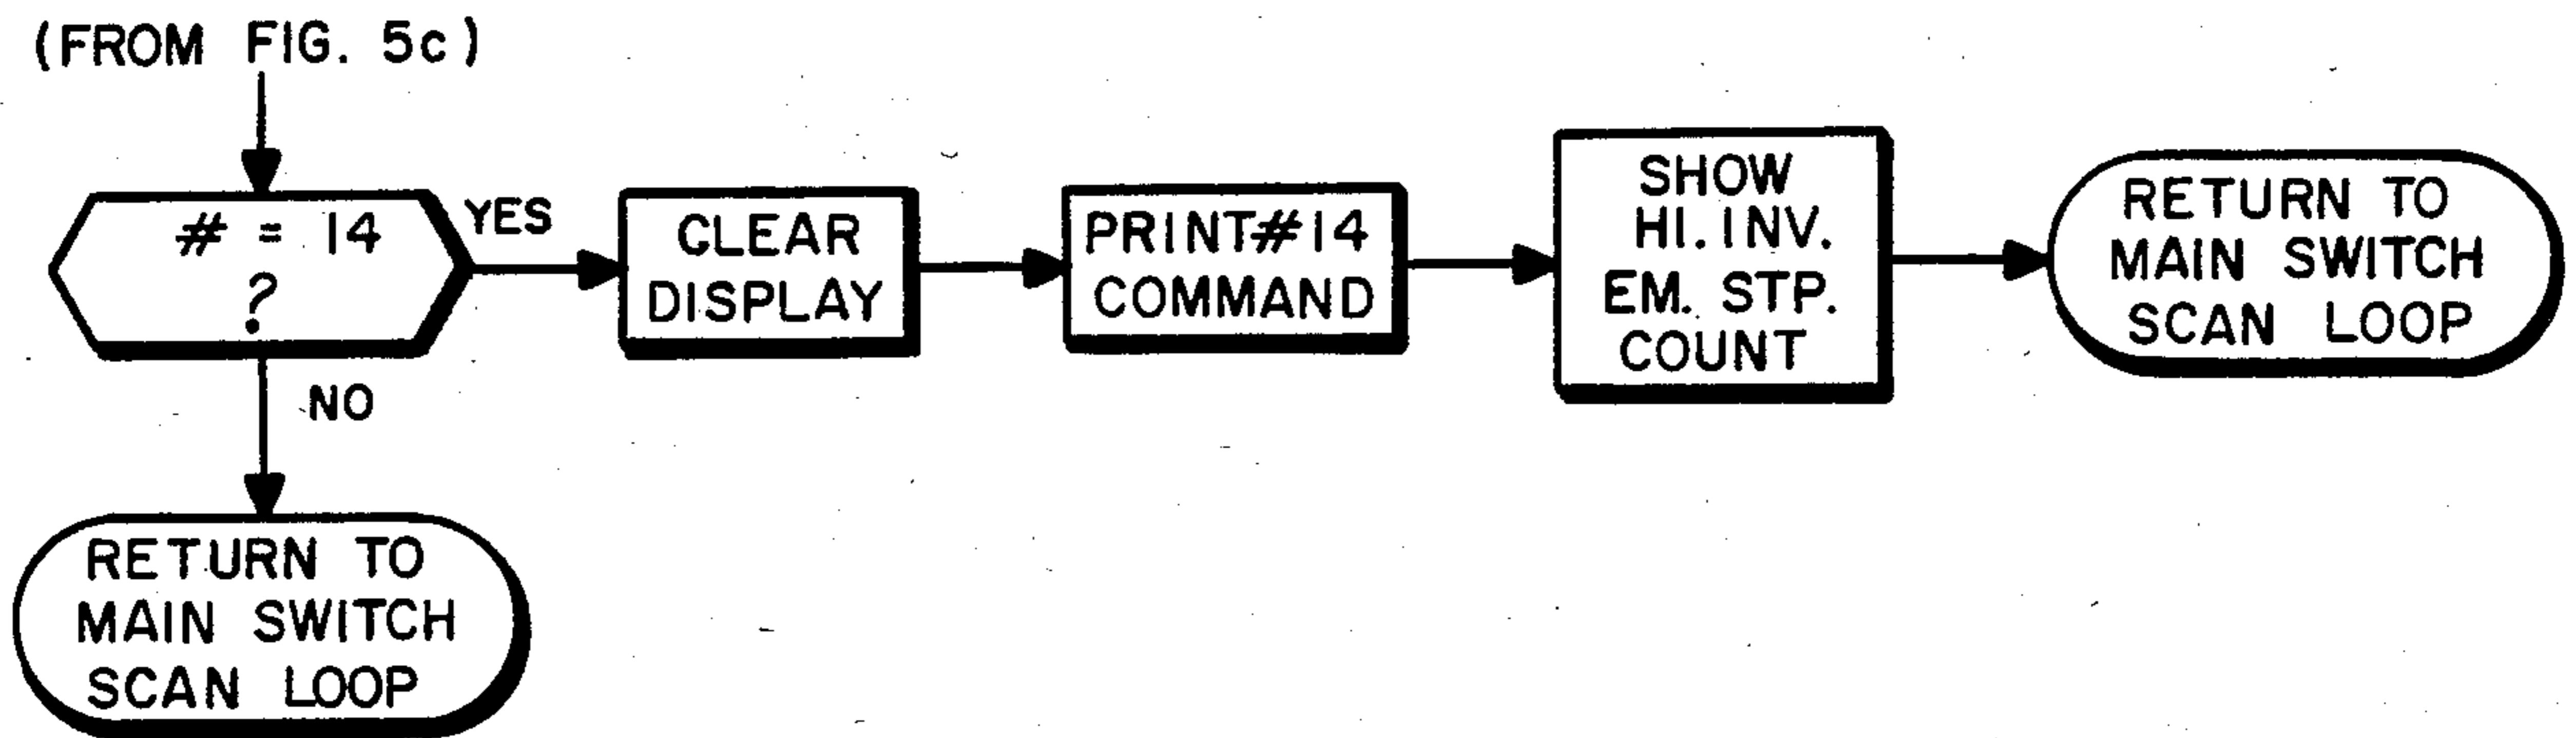 (FROM FIG. 5c)
# = 14
?
YES
CLEAR
DISPLAY
PRINT#14
COMMAND
SHOW
HI. INV.
EM. STP.
COUNT
RETURN TO
MAIN SWITCH
SCAN LOOP
NO
RETURN TO
MAIN SWITCH
SCAN LOOP